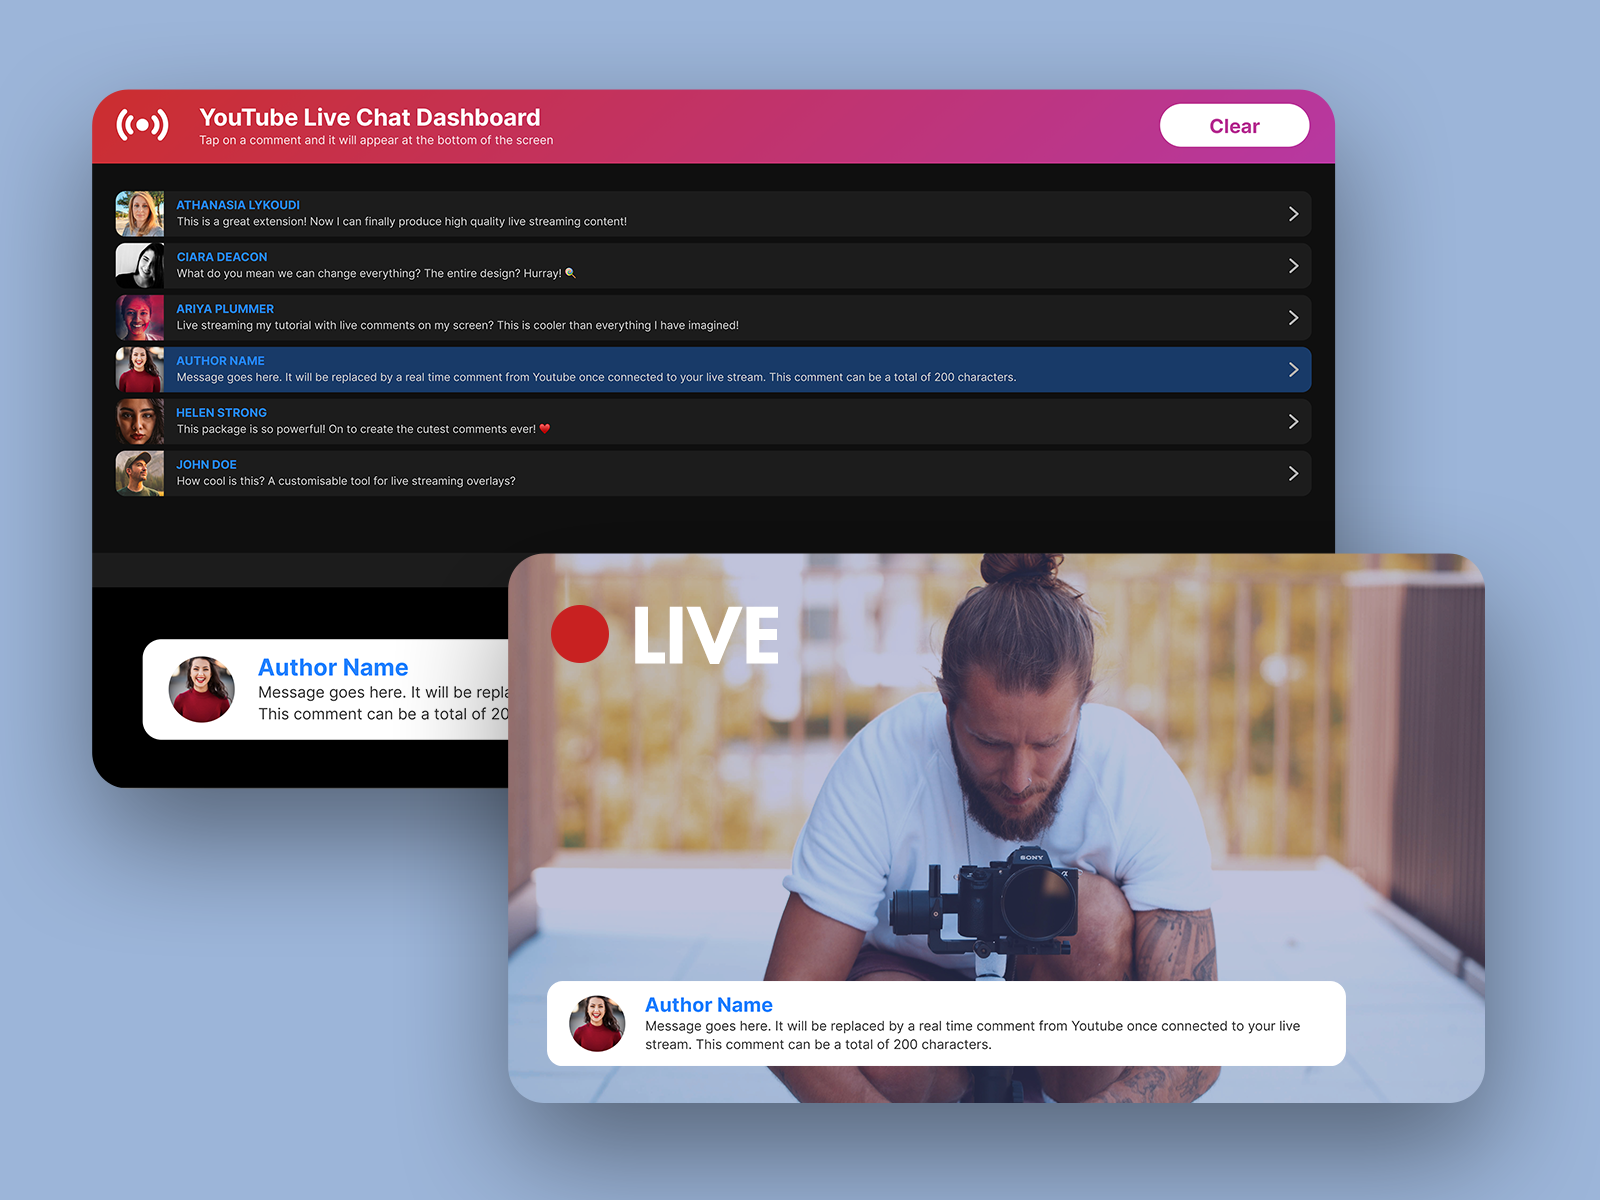 YouTube Live Chat Dashboard
Tap on a comment and it will appear at the bottom of the screen
Clear
ATHANASIA LYKOUDI
This is a great extension! Now I can finally produce high quality live streaming content!
CIARA DEACON
What do you mean we can change everything? The entire design? Hurray! 🍳
ARIYA PLUMMER
Live streaming my tutorial with live comments on my screen? This is cooler than everything I have imagined!
AUTHOR NAME
Message goes here. It will be replaced by a real time comment from Youtube once connected to your live stream. This comment can be a total of 200 characters.
HELEN STRONG
This package is so powerful! On to create the cutest comments ever! ❤️
JOHN DOE
How cool is this? A customisable tool for live streaming overlays?
Author Name
Message goes here. It will be repla
This comment can be a total of 20
LIVE
SONY
Author Name
Message goes here. It will be replaced by a real time comment from Youtube once connected to your live
stream. This comment can be a total of 200 characters.